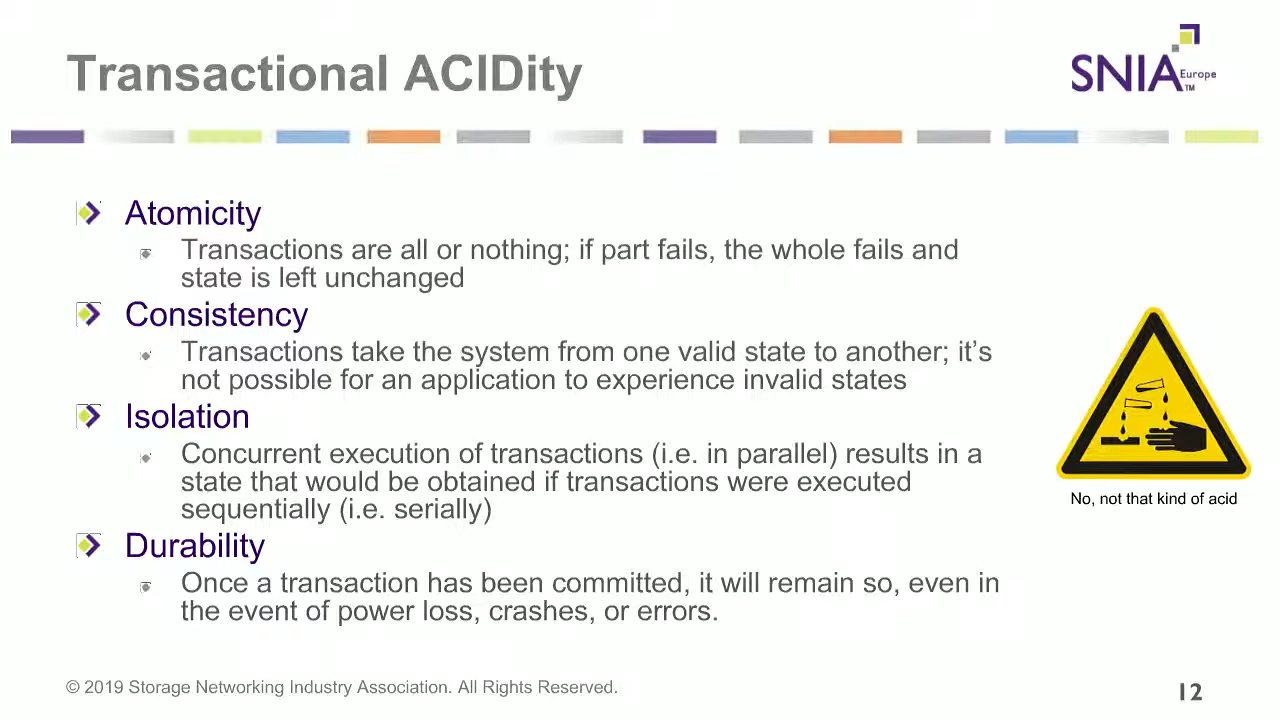 Transactional ACIDity
SNIA Europe
TM
Atomicity
Transactions are all or nothing; if part fails, the whole fails and
state is left unchanged
Consistency
Transactions take the system from one valid state to another; it’s
not possible for an application to experience invalid states
Isolation
Concurrent execution of transactions (i.e. in parallel) results in a
state that would be obtained if transactions were executed
sequentially (i.e. serially)
Durability
Once a transaction has been committed, it will remain so, even in
the event of power loss, crashes, or errors.
No, not that kind of acid
© 2019 Storage Networking Industry Association. All Rights Reserved.
12